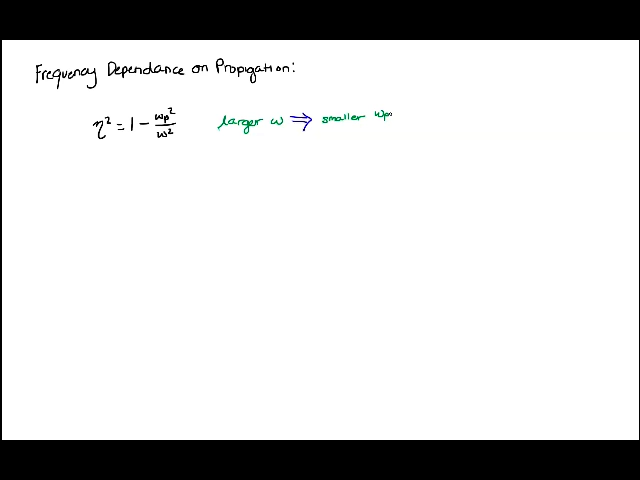 Frequency Dependance on Propigation:
η² = 1 - ωp²/ω² larger ω ⇒ smaller ωp